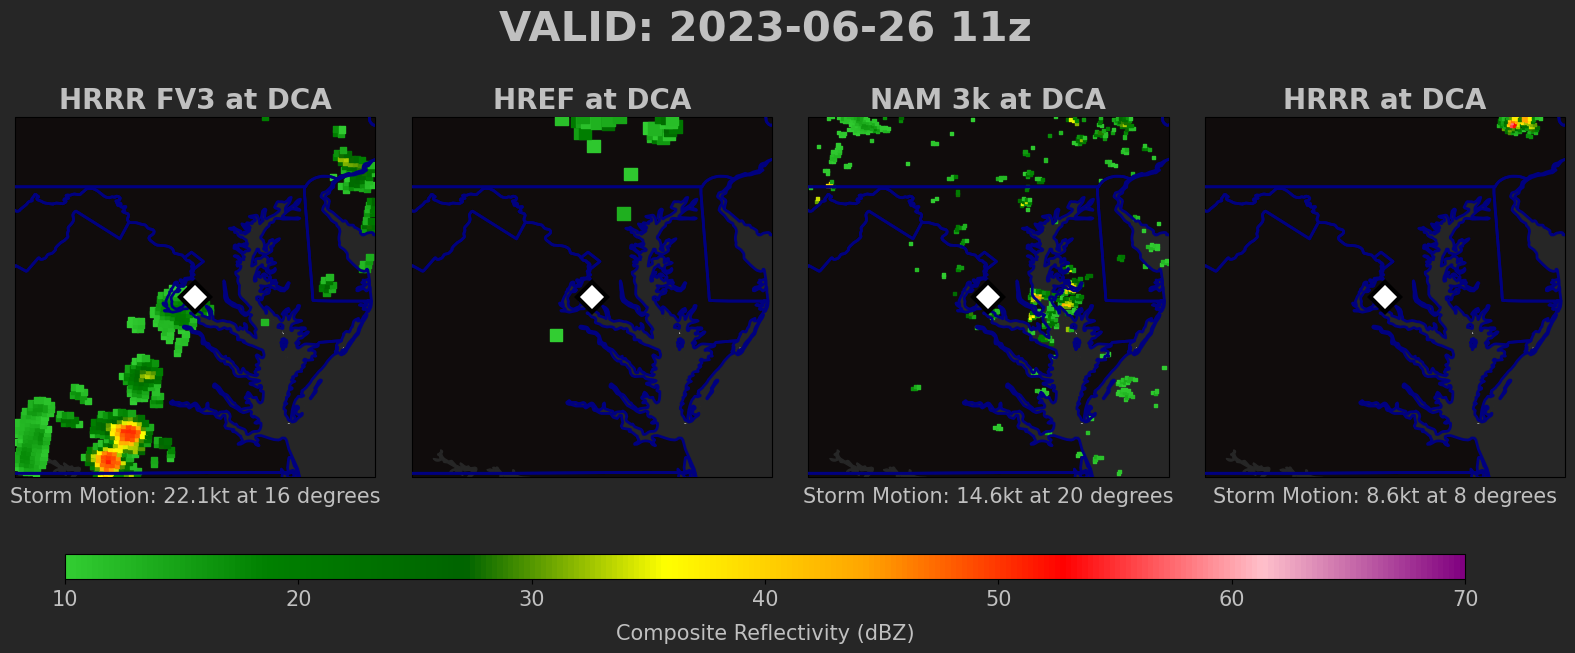 VALID: 2023-06-26 11z
HRRR FV3 at DCA
HREF at DCA
NAM 3k at DCA
HRRR at DCA
Storm Motion: 22.1kt at 16 degrees
Storm Motion: 14.6kt at 20 degrees
Storm Motion: 8.6kt at 8 degrees
10 20 30 40 50 60 70
Composite Reflectivity (dBZ)